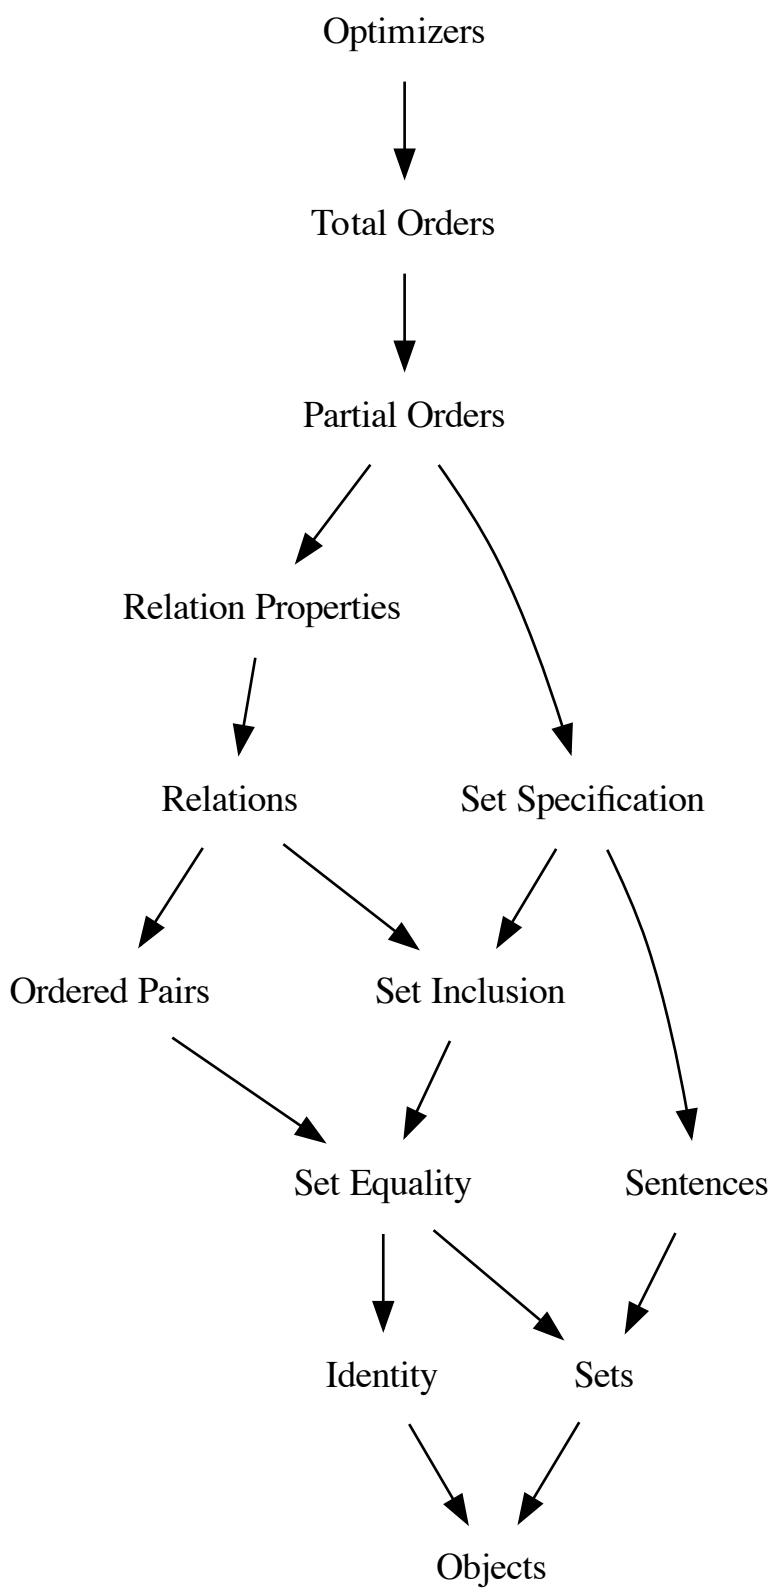 Optimizers
Total Orders
Partial Orders
Relation Properties
Relations
Set Specification
Ordered Pairs
Set Inclusion
Set Equality
Sentences
Identity
Sets
Objects